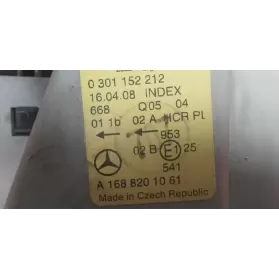 0 301 152 212
16.04.08 INDEX
668 Q05 04
01 1b 02 A HCR PL
953
02 B E1 25
541
A 168 820 10 61
Made in Czech Republic